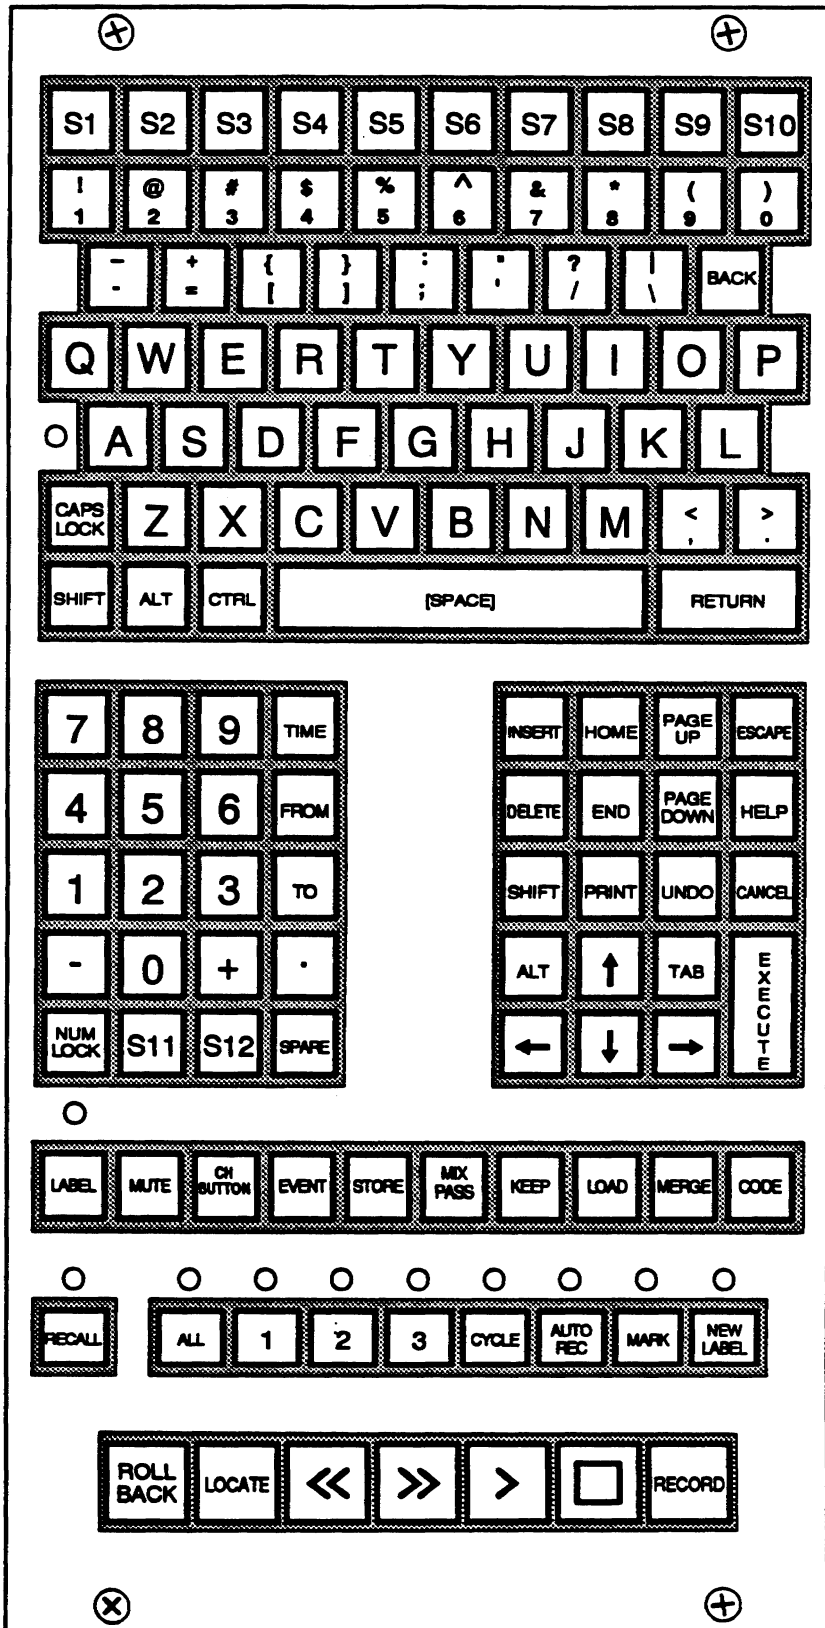 S1 S2 S3 S4 S5 S6 S7 S8 S9 S10
! @ # $ % ^ & * ( )
1 2 3 4 5 6 7 8 9 0
– + { } : " ? | BACK
- = [ ] ; ' / \
Q W E R T Y U I O P
A S D F G H J K L
CAPS LOCK Z X C V B N M < >
, .
SHIFT ALT CTRL [SPACE] RETURN
7 8 9 TIME
4 5 6 FROM
1 2 3 TO
- 0 + .
NUM LOCK S11 S12 SPARE
INSERT HOME PAGE UP ESCAPE
DELETE END PAGE DOWN HELP
SHIFT PRINT UNDO CANCEL
ALT ↑ TAB EXECUTE
← ↓ →
LABEL MUTE CH BUTTON EVENT STORE MIX PASS KEEP LOAD MERGE CODE
RECALL ALL 1 2 3 CYCLE AUTO REC MARK NEW LABEL
ROLL BACK LOCATE << >> > □ RECORD